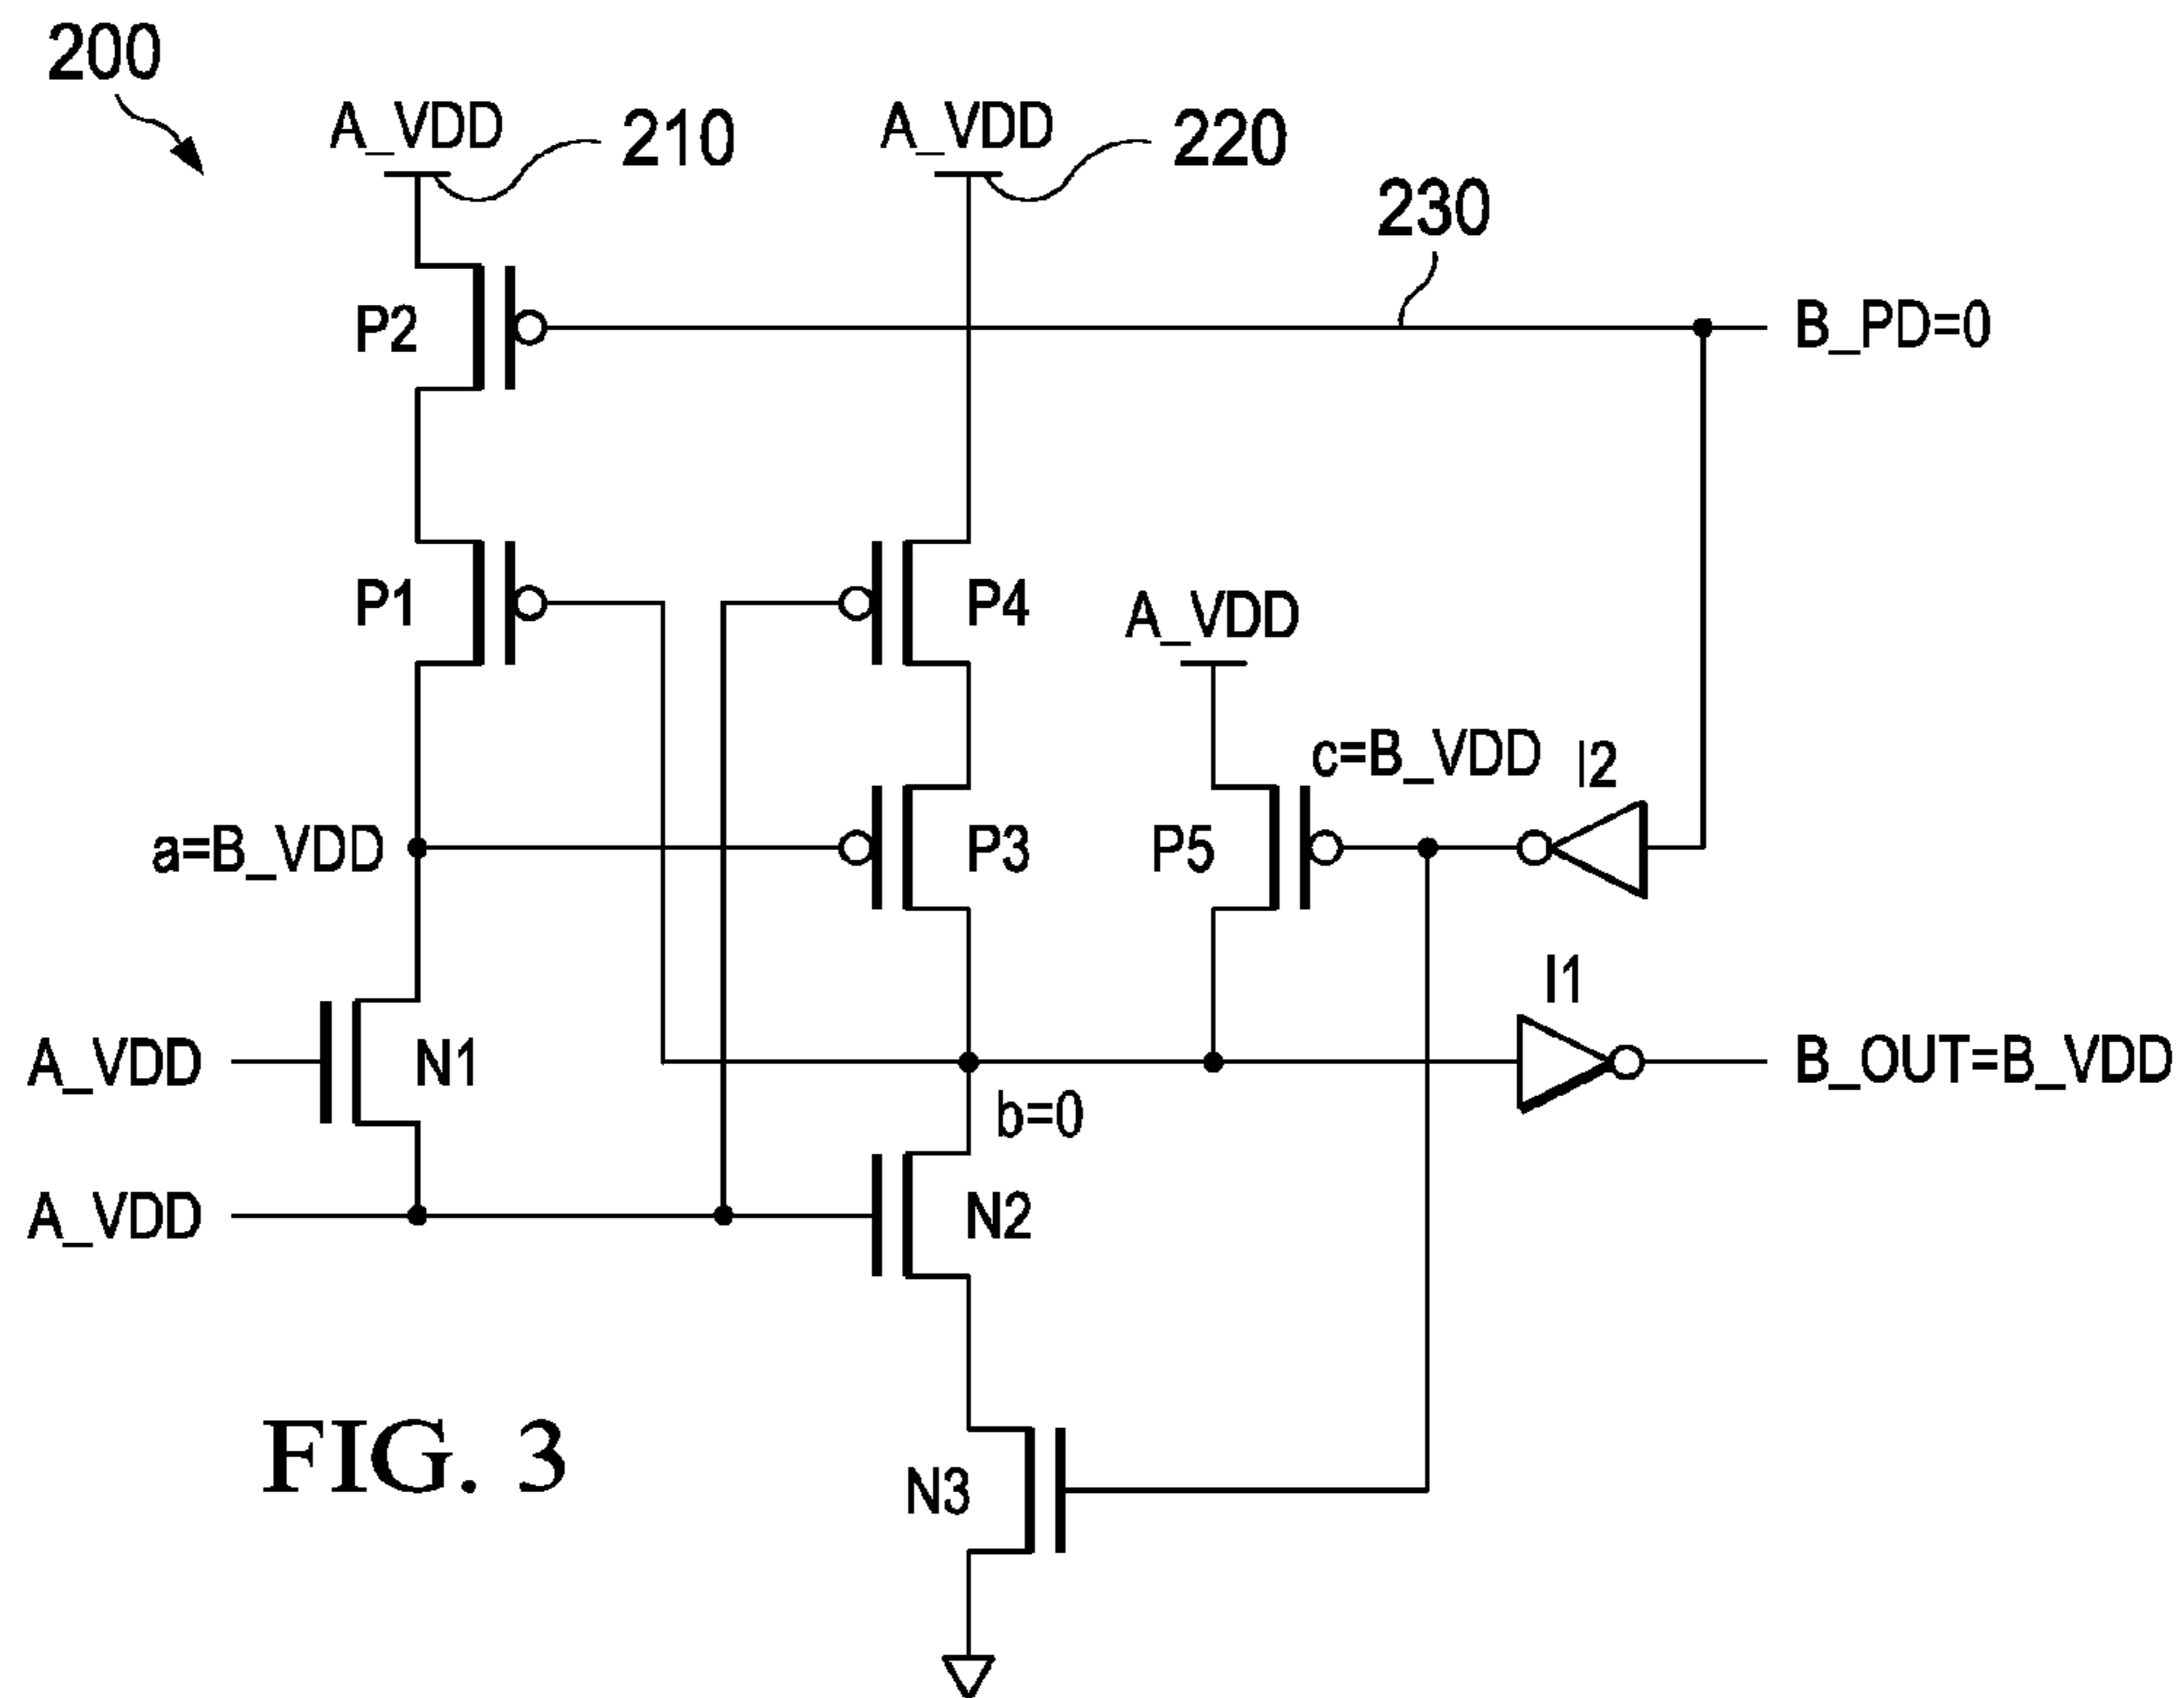 200
A_VDD
210
A_VDD
220
230
P2
B_PD=0
P1
P4
A_VDD
c=B_VDD
I2
a=B_VDD
P3
P5
I1
A_VDD
N1
B_OUT=B_VDD
b=0
A_VDD
N2
FIG. 3
N3